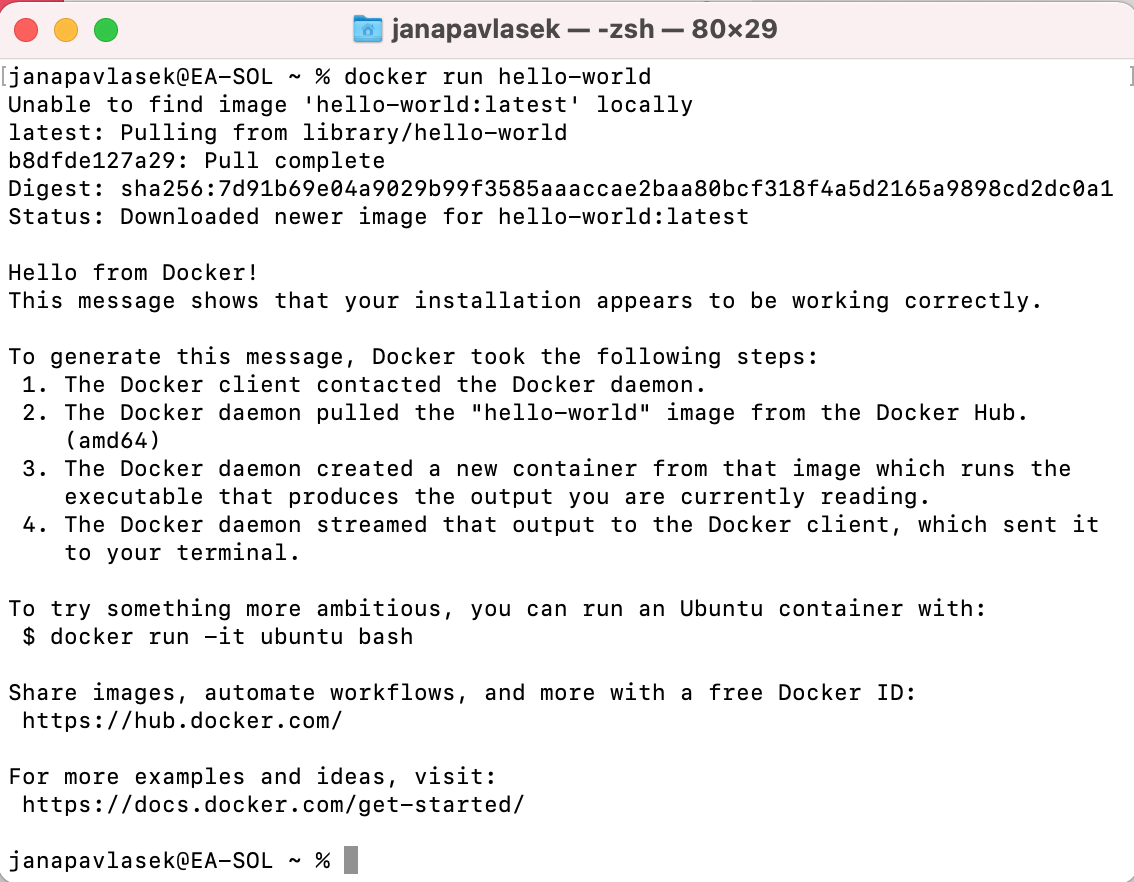 janapavlasek — -zsh — 80×29
[janapavlasek@EA-SOL ~ % docker run hello-world ]
Unable to find image 'hello-world:latest' locally
latest: Pulling from library/hello-world
b8dfde127a29: Pull complete
Digest: sha256:7d91b69e04a9029b99f3585aaaccae2baa80bcf318f4a5d2165a9898cd2dc0a1
Status: Downloaded newer image for hello-world:latest

Hello from Docker!
This message shows that your installation appears to be working correctly.

To generate this message, Docker took the following steps:
 1. The Docker client contacted the Docker daemon.
 2. The Docker daemon pulled the "hello-world" image from the Docker Hub.
    (amd64)
 3. The Docker daemon created a new container from that image which runs the
    executable that produces the output you are currently reading.
 4. The Docker daemon streamed that output to the Docker client, which sent it
    to your terminal.

To try something more ambitious, you can run an Ubuntu container with:
 $ docker run -it ubuntu bash

Share images, automate workflows, and more with a free Docker ID:
 https://hub.docker.com/

For more examples and ideas, visit:
 https://docs.docker.com/get-started/

janapavlasek@EA-SOL ~ %